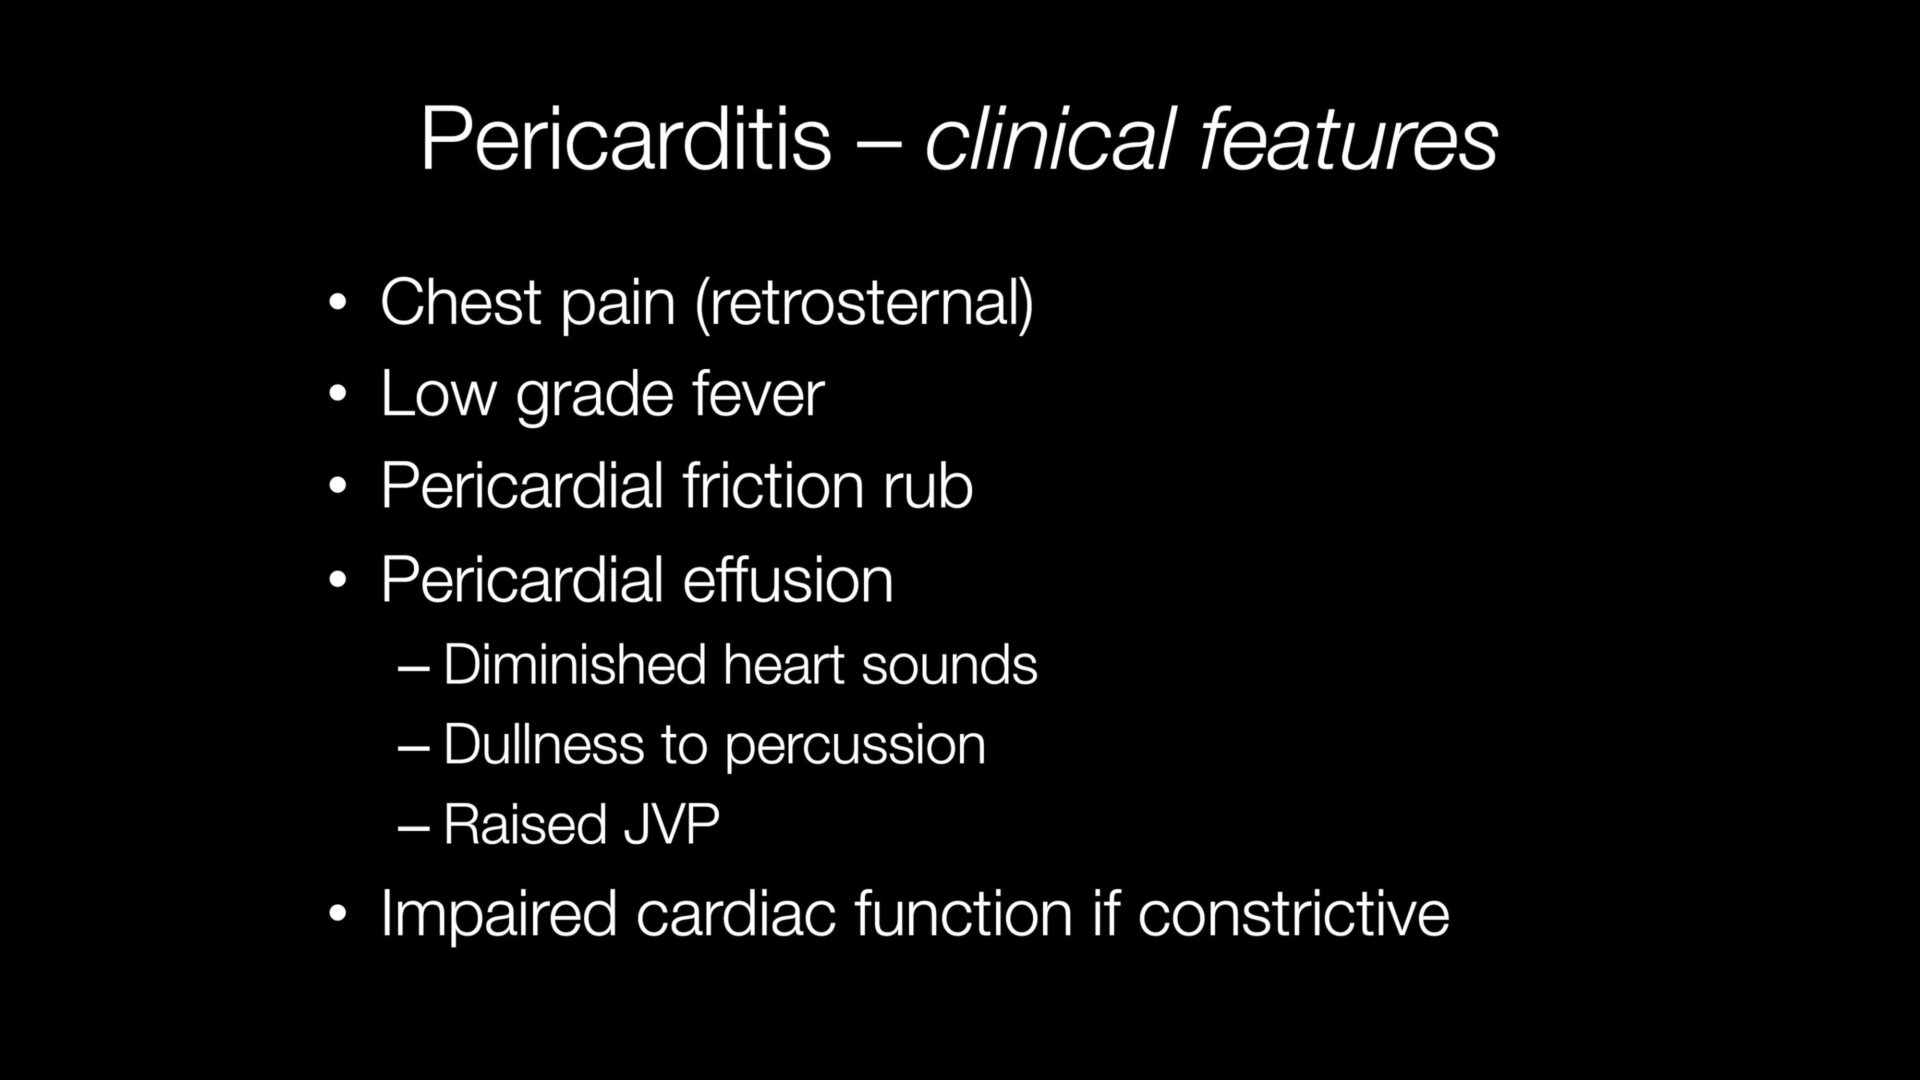 Pericarditis – clinical features
• Chest pain (retrosternal)
• Low grade fever
• Pericardial friction rub
• Pericardial effusion
– Diminished heart sounds
– Dullness to percussion
– Raised JVP
• Impaired cardiac function if constrictive